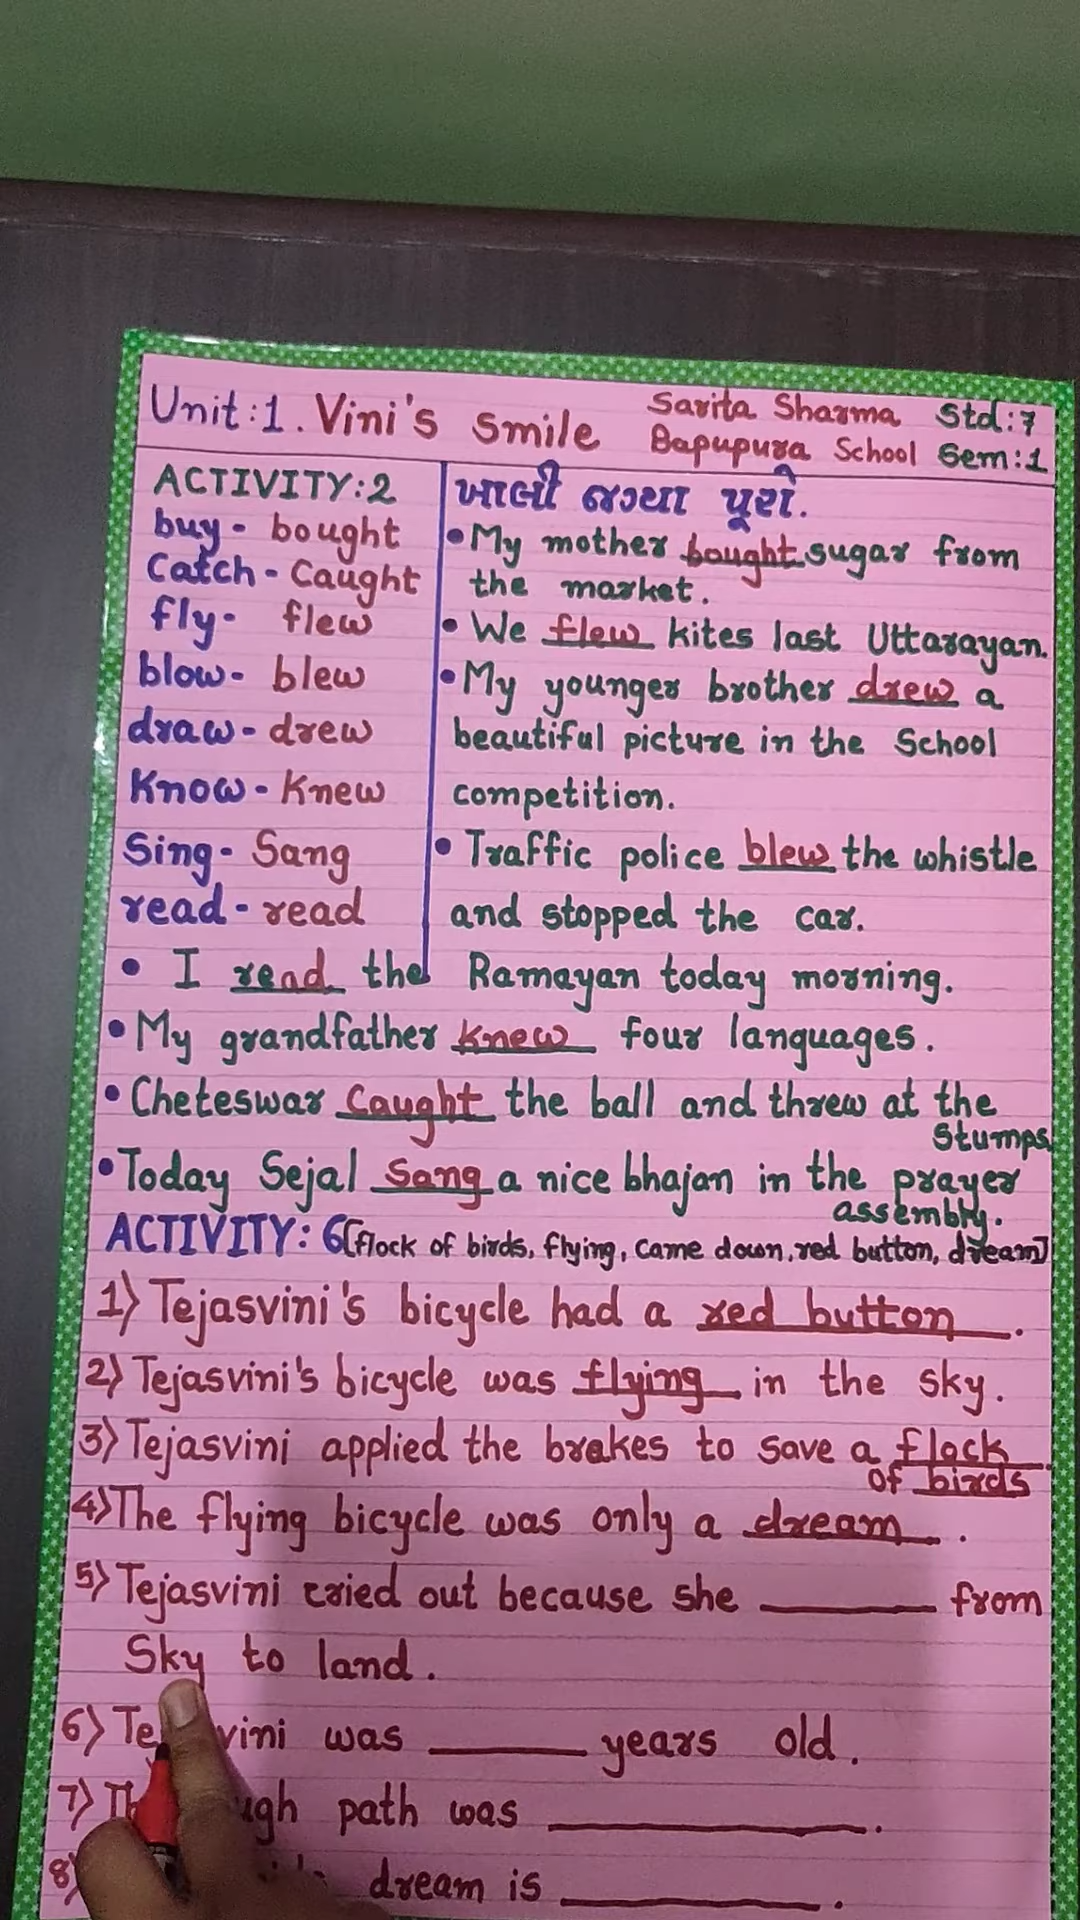 Unit:1. Vini's Smile Sarita Sharma Std:7
Bapupura School Sem:1
ACTIVITY:2
buy - bought
Catch - Caught
fly - flew
blow - blew
draw - drew
Know - Knew
Sing - Sang
read - read
ખાલી જગ્યા પૂરો.
• My mother bought sugar from
the market.
• We flew kites last Uttarayan.
• My younger brother drew a
beautiful picture in the School
competition.
• Traffic police blew the whistle
and stopped the car.
• I read the Ramayan today morning.
• My grandfather knew four languages.
• Cheteswar Caught the ball and threw at the
Stumps.
• Today Sejal Sang a nice bhajan in the prayer
assembly.
ACTIVITY: 6 [flock of birds, flying, came down, red button, dream]
1) Tejasvini's bicycle had a red button.
2) Tejasvini's bicycle was flying in the sky.
3) Tejasvini applied the brakes to save a flock
of birds
4) The flying bicycle was only a dream.
5) Tejasvini cried out because she ______ from
Sky to land.
6) Te vini was ______ years old.
7) path was ______.
8) dream is ______.